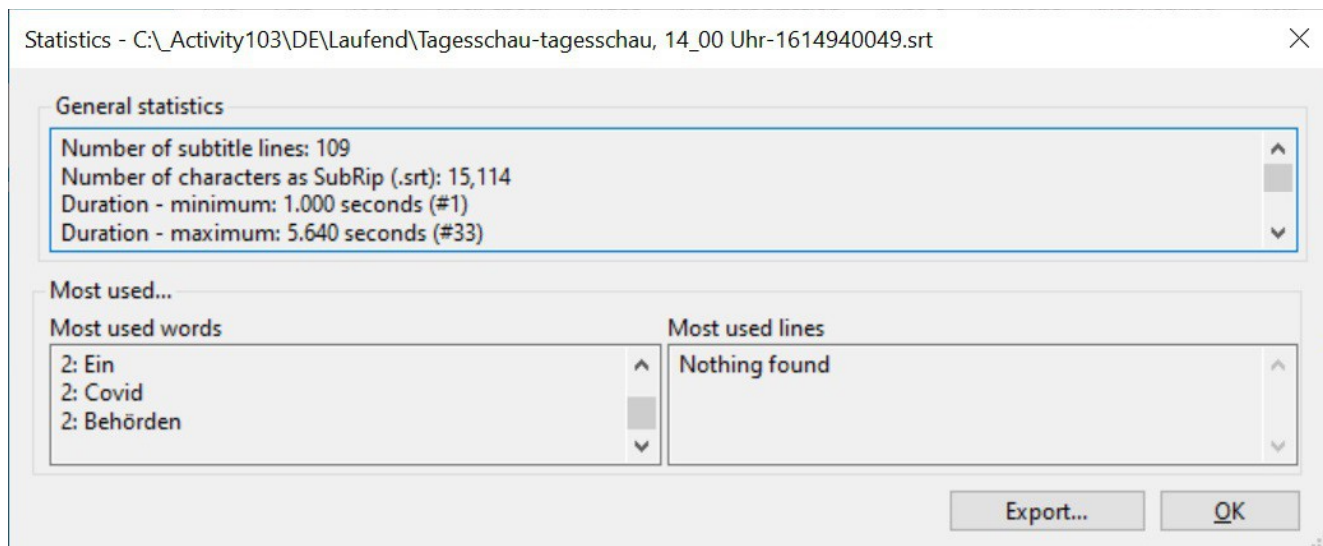 Statistics - C:\_Activity103\DE\Laufend\Tagesschau-tagesschau, 14_00 Uhr-1614940049.srt
General statistics
Number of subtitle lines: 109
Number of characters as SubRip (.srt): 15,114
Duration - minimum: 1.000 seconds (#1)
Duration - maximum: 5.640 seconds (#33)
Most used...
Most used words
2: Ein
2: Covid
2: Behörden
Most used lines
Nothing found
Export...
OK